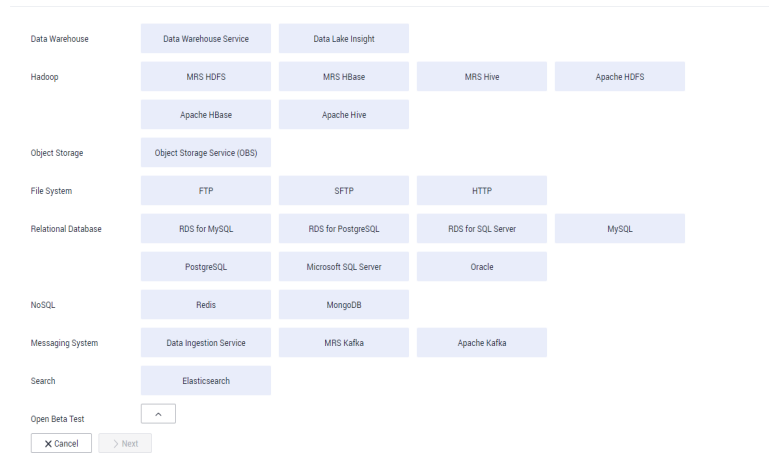 Data Warehouse Data Warehouse Service Data Lake Insight
Hadoop MRS HDFS MRS HBase MRS Hive Apache HDFS
Apache HBase Apache Hive
Object Storage Object Storage Service (OBS)
File System FTP SFTP HTTP
Relational Database RDS for MySQL RDS for PostgreSQL RDS for SQL Server MySQL
PostgreSQL Microsoft SQL Server Oracle
NoSQL Redis MongoDB
Messaging System Data Ingestion Service MRS Kafka Apache Kafka
Search Elasticsearch
Open Beta Test
Cancel Next